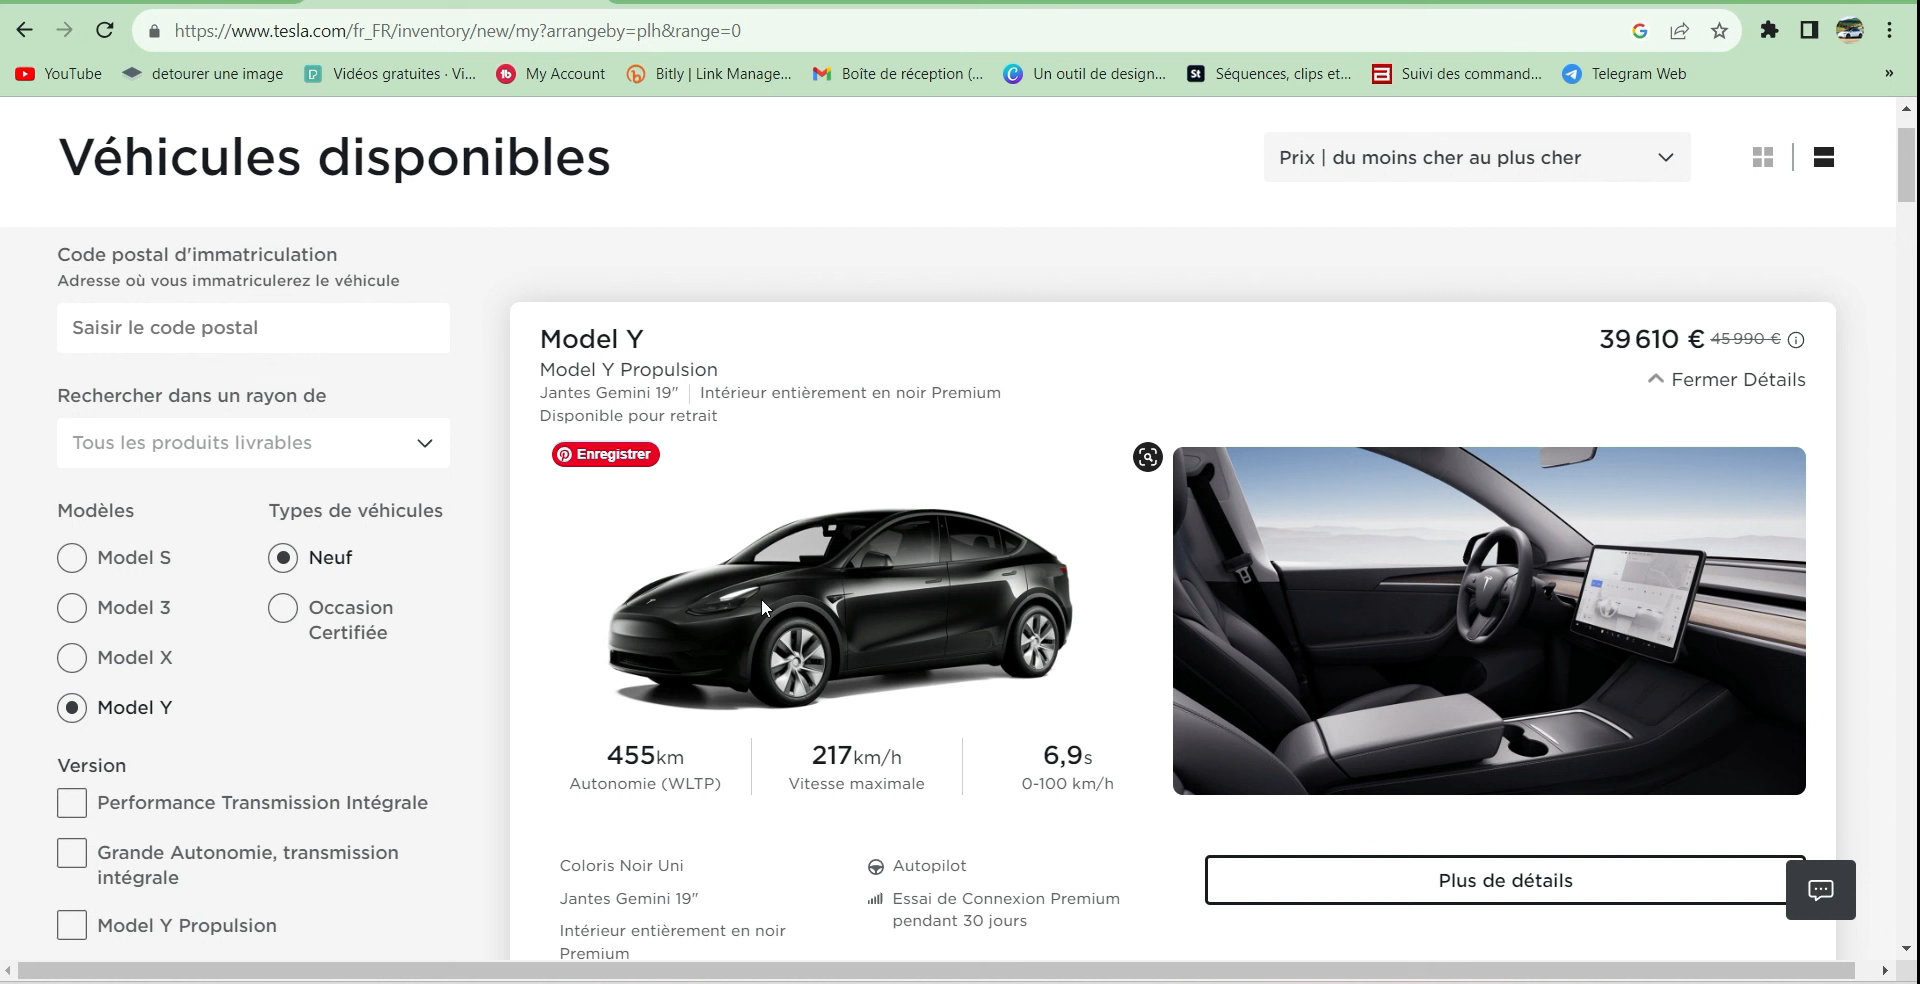 https://www.tesla.com/fr_FR/inventory/new/my?arrangeby=plh&range=0
YouTube
detourer une image
Vidéos gratuites · Vi...
My Account
Bitly | Link Manage...
Boîte de réception (...
Un outil de design...
Séquences, clips et...
Suivi des command...
Telegram Web
»
Véhicules disponibles
Prix | du moins cher au plus cher
Code postal d'immatriculation
Adresse où vous immatriculerez le véhicule
Saisir le code postal
Rechercher dans un rayon de
Tous les produits livrables
Modèles
Types de véhicules
Model S
Neuf
Model 3
Occasion
Certifiée
Model X
Model Y
Version
Performance Transmission Intégrale
Grande Autonomie, transmission
intégrale
Model Y Propulsion
Model Y
39 610 € 45 990 €
Model Y Propulsion
Fermer Détails
Jantes Gemini 19" | Intérieur entièrement en noir Premium
Disponible pour retrait
Enregistrer
455km
Autonomie (WLTP)
217km/h
Vitesse maximale
6,9s
0-100 km/h
Coloris Noir Uni
Jantes Gemini 19"
Intérieur entièrement en noir
Premium
Autopilot
Essai de Connexion Premium
pendant 30 jours
Plus de détails